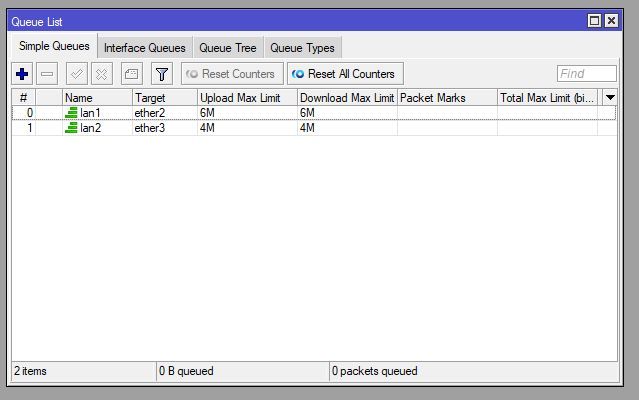 Queue List
Simple Queues Interface Queues Queue Tree Queue Types
Reset Counters Reset All Counters Find
# Name Target Upload Max Limit Download Max Limit Packet Marks Total Max Limit (bi...
0 lan1 ether2 6M 6M
1 lan2 ether3 4M 4M
2 items 0 B queued 0 packets queued